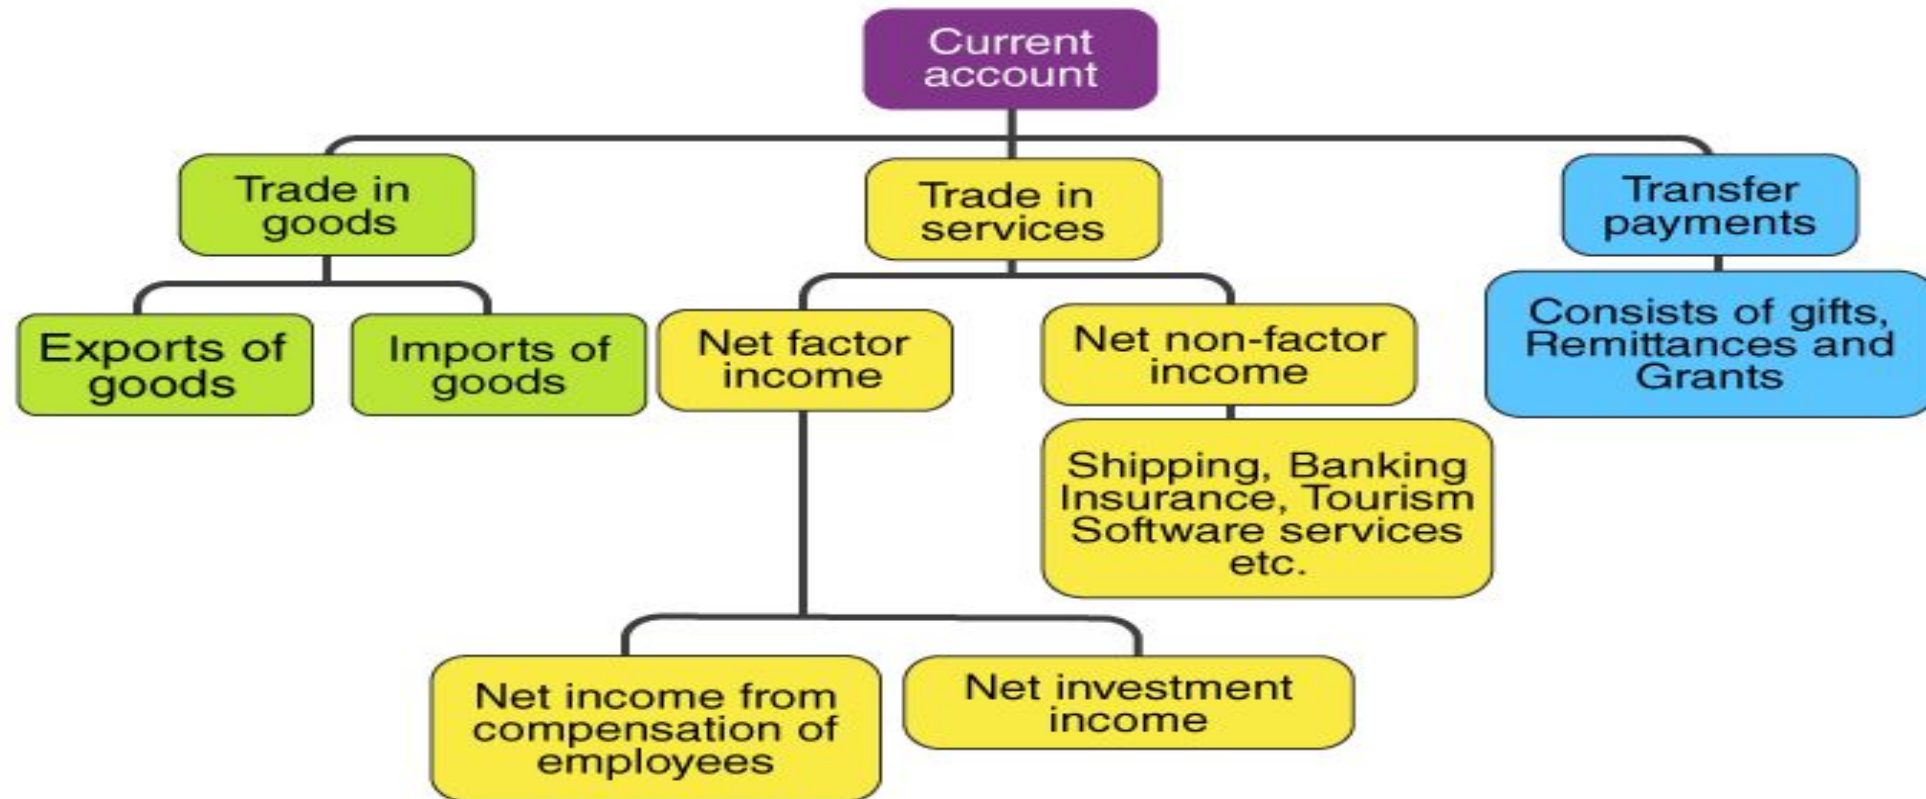 Current
account
Trade in
goods
Trade in
services
Transfer
payments
Exports of
goods
Imports of
goods
Net factor
income
Net non-factor
income
Consists of gifts,
Remittances and
Grants
Shipping, Banking
Insurance, Tourism
Software services
etc.
Net income from
compensation of
employees
Net investment
income